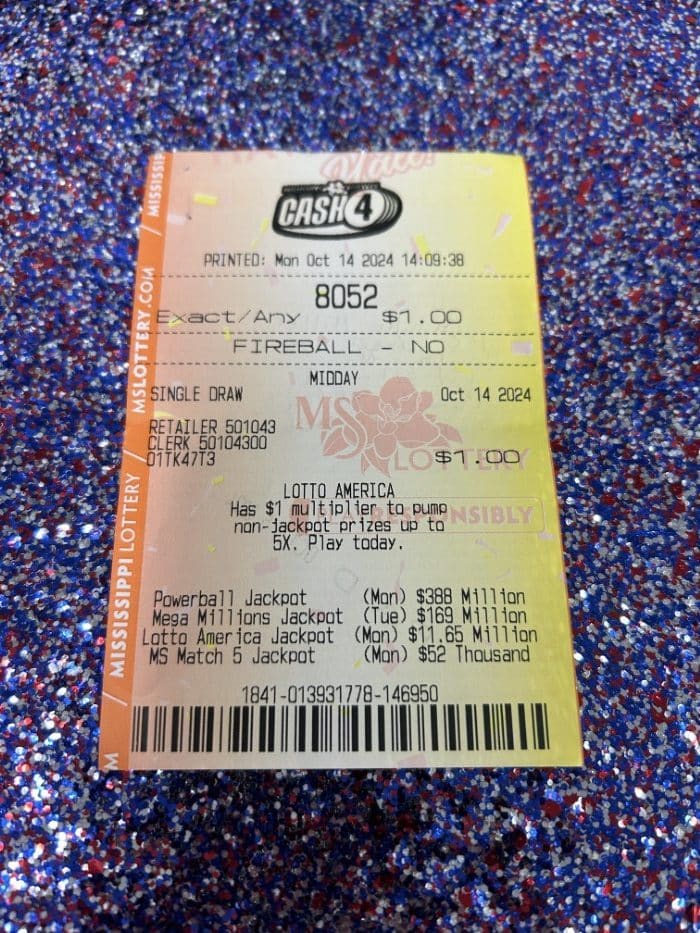 CASH 4
PRINTED: Mon Oct 14 2024 14:09:38
8052
Exact/Any $1.00
FIREBALL - NO
MIDDAY
SINGLE DRAW Oct 14 2024
RETAILER 501043
CLERK 50104300
01TK47T3 $1.00
MS LOTTERY
LOTTO AMERICA
Has $1 multiplier to pump
non-jackpot prizes up to
5X. Play today.
Powerball Jackpot (Mon) $388 Million
Mega Millions Jackpot (Tue) $169 Million
Lotto America Jackpot (Mon) $11.65 Million
MS Match 5 Jackpot (Mon) $52 Thousand
1841-013931778-146950
M / MISSISSIPPI LOTTERY / MSLOTTERY.COM / MISSISSIP